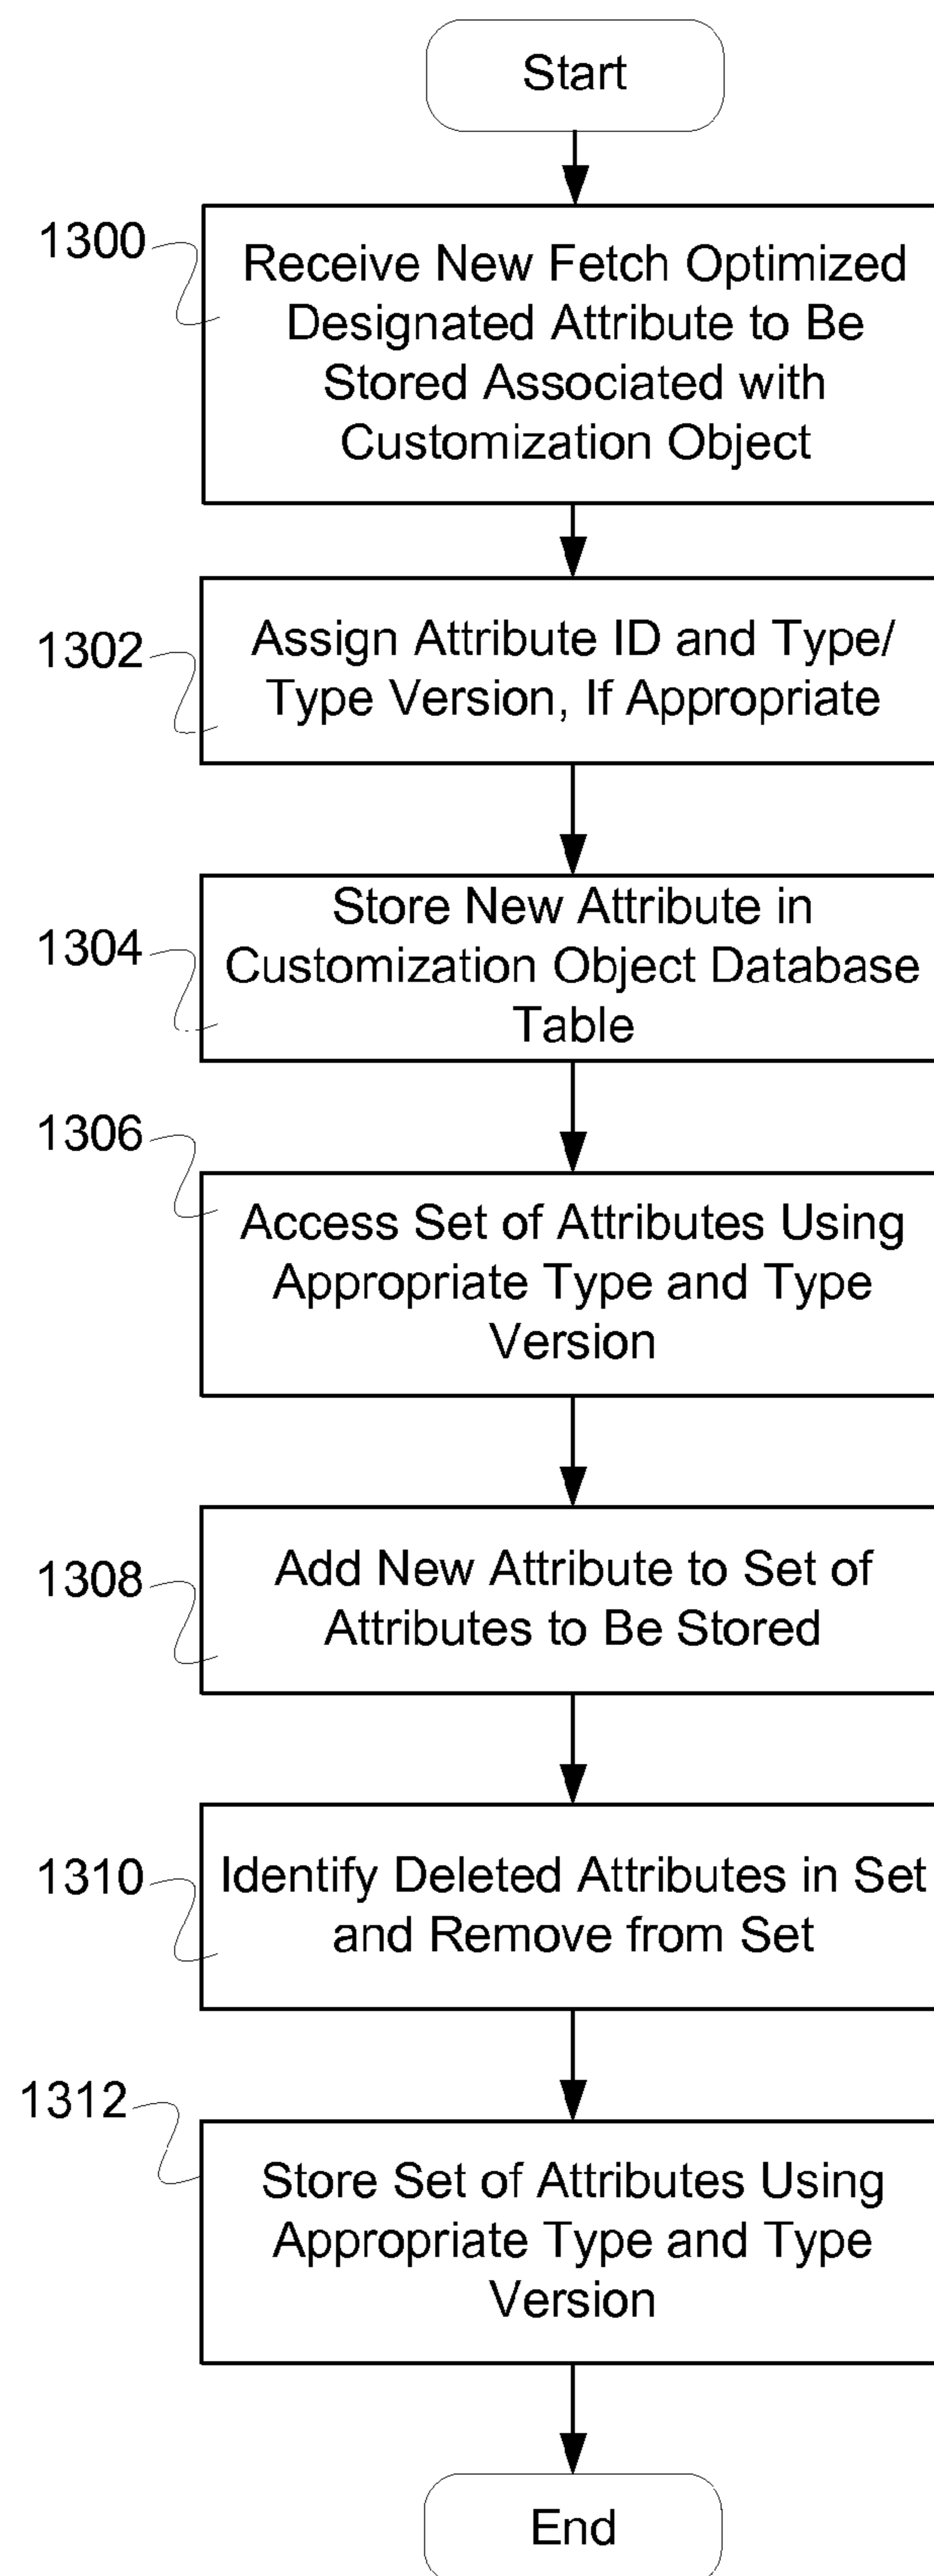 Start
1300
Receive New Fetch Optimized
Designated Attribute to Be
Stored Associated with
Customization Object
1302
Assign Attribute ID and Type/
Type Version, If Appropriate
1304
Store New Attribute in
Customization Object Database
Table
1306
Access Set of Attributes Using
Appropriate Type and Type
Version
1308
Add New Attribute to Set of
Attributes to Be Stored
1310
Identify Deleted Attributes in Set
and Remove from Set
1312
Store Set of Attributes Using
Appropriate Type and Type
Version
End